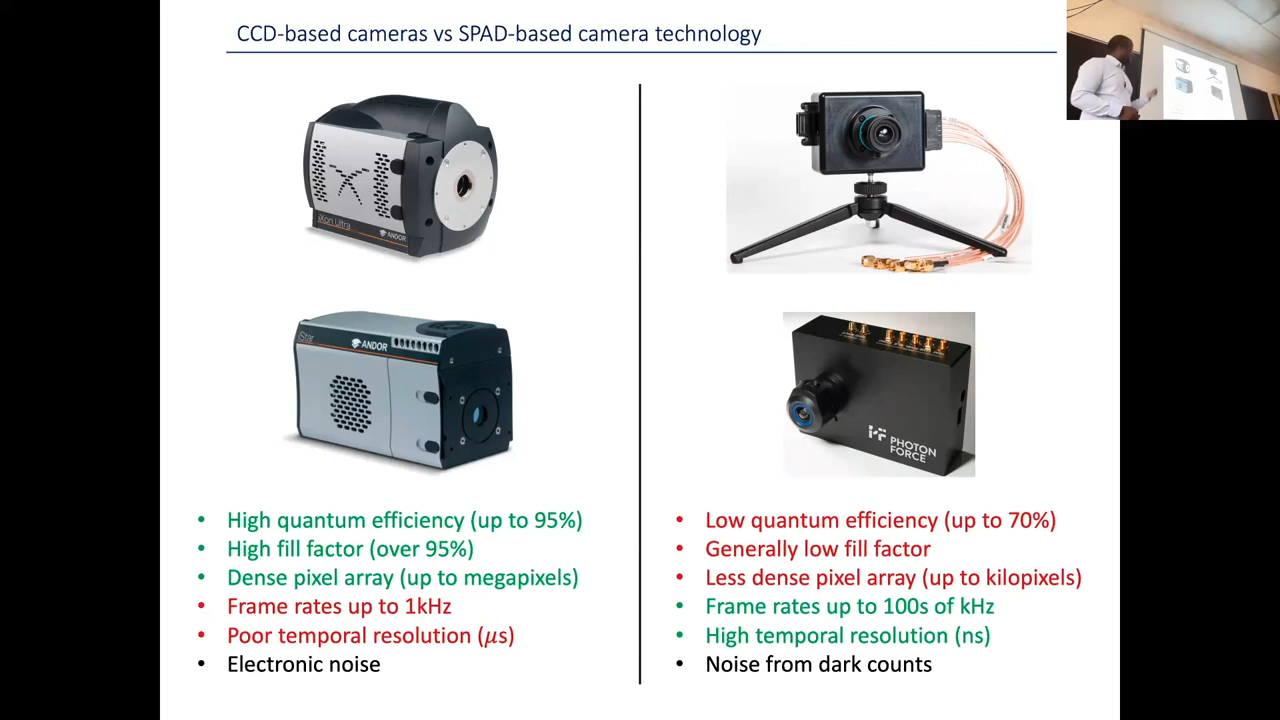 CCD-based cameras vs SPAD-based camera technology
iXon Ultra
ANDOR
iStar
ANDOR
PHOTON
FORCE
• High quantum efficiency (up to 95%)
• High fill factor (over 95%)
• Dense pixel array (up to megapixels)
• Frame rates up to 1kHz
• Poor temporal resolution (μs)
• Electronic noise
• Low quantum efficiency (up to 70%)
• Generally low fill factor
• Less dense pixel array (up to kilopixels)
• Frame rates up to 100s of kHz
• High temporal resolution (ns)
• Noise from dark counts